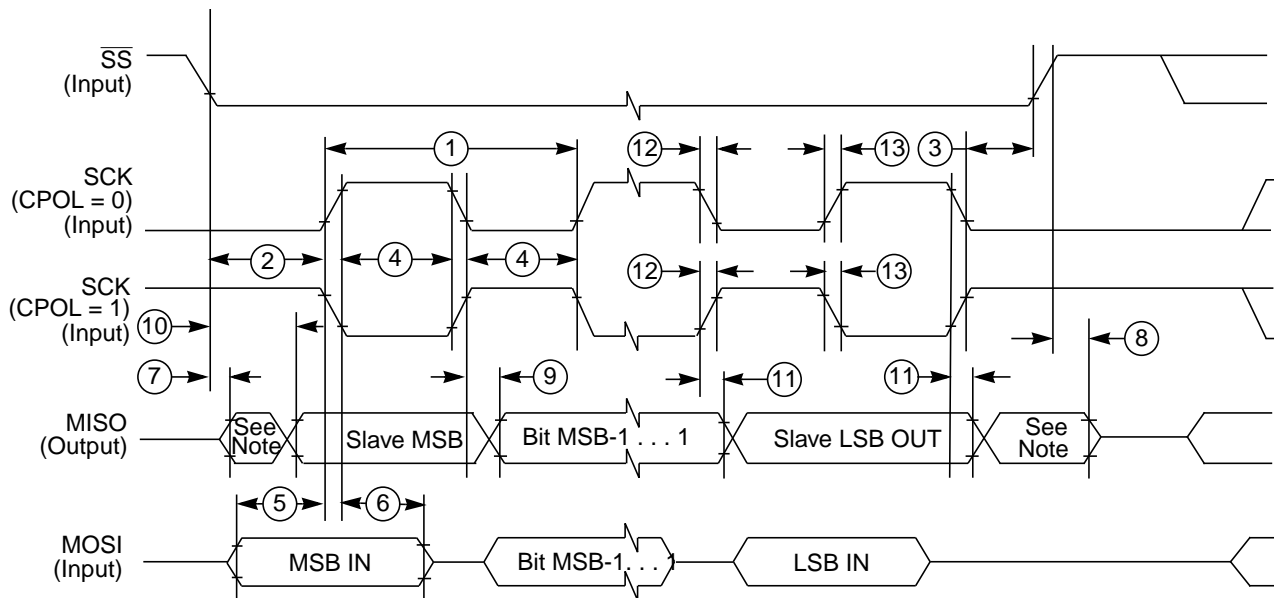 S̅S̅
(Input)
1
12
13
3
SCK
(CPOL = 0)
(Input)
2
4
4
12
13
SCK
(CPOL = 1)
(Input)
10
8
7
9
11
11
MISO
(Output)
See
Note
Slave MSB
Bit MSB-1 . . . 1
Slave LSB OUT
See
Note
5
6
MOSI
(Input)
MSB IN
Bit MSB-1. . . 1
LSB IN